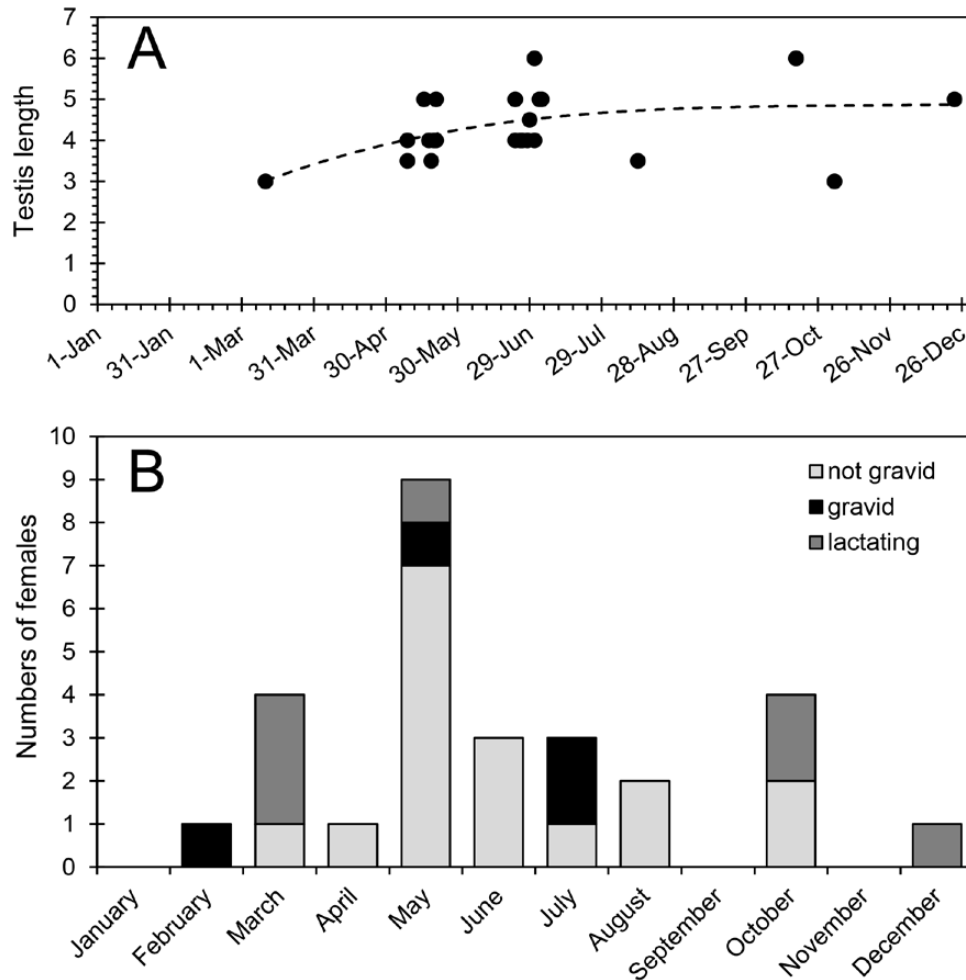 A
Testis length
7
6
5
4
3
2
1
0
1-Jan
31-Jan
1-Mar
31-Mar
30-Apr
30-May
29-Jun
29-Jul
28-Aug
27-Sep
27-Oct
26-Nov
26-Dec
B
Numbers of females
10
9
8
7
6
5
4
3
2
1
0
not gravid
gravid
lactating
January
February
March
April
May
June
July
August
September
October
November
December